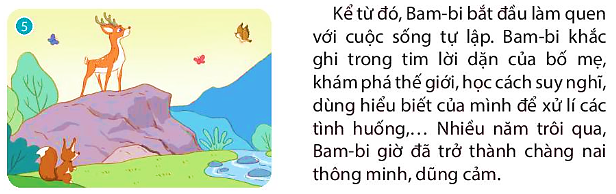 5
Kể từ đó, Bam-bi bắt đầu làm quen
với cuộc sống tự lập. Bam-bi khắc
ghi trong tim lời dặn của bố mẹ,
khám phá thế giới, học cách suy nghĩ,
dùng hiểu biết của mình để xử lí các
tình huống,... Nhiều năm trôi qua,
Bam-bi giờ đã trở thành chàng nai
thông minh, dũng cảm.